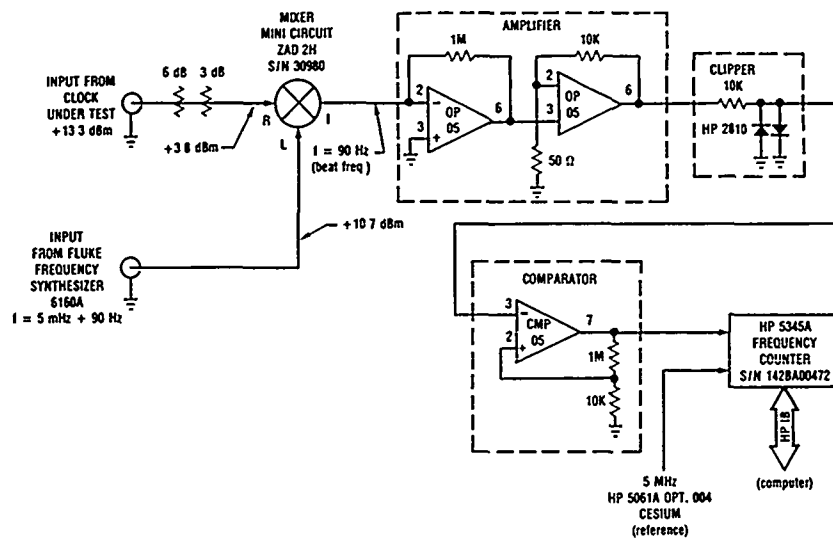 MIXER
MINI CIRCUIT
ZAD 2H
S/N 30980
INPUT FROM
CLOCK
UNDER TEST
+13 3 dBm
6 dB
3 dB
+3 8 dBm
R
I
L
f = 90 Hz
(beat freq)
+10 7 dBm
INPUT
FROM FLUKE
FREQUENCY
SYNTHESIZER
6160A
f = 5 mHz + 90 Hz
AMPLIFIER
1M
2
−
OP
05
3
+
6
10K
2
OP
05
3
6
50 Ω
CLIPPER
10K
HP 2810
COMPARATOR
3
−
CMP
05
2
+
7
1M
10K
HP 5345A
FREQUENCY
COUNTER
S/N 1428A00472
HP IB
(computer)
5 MHz
HP 5061A OPT. 004
CESIUM
(reference)